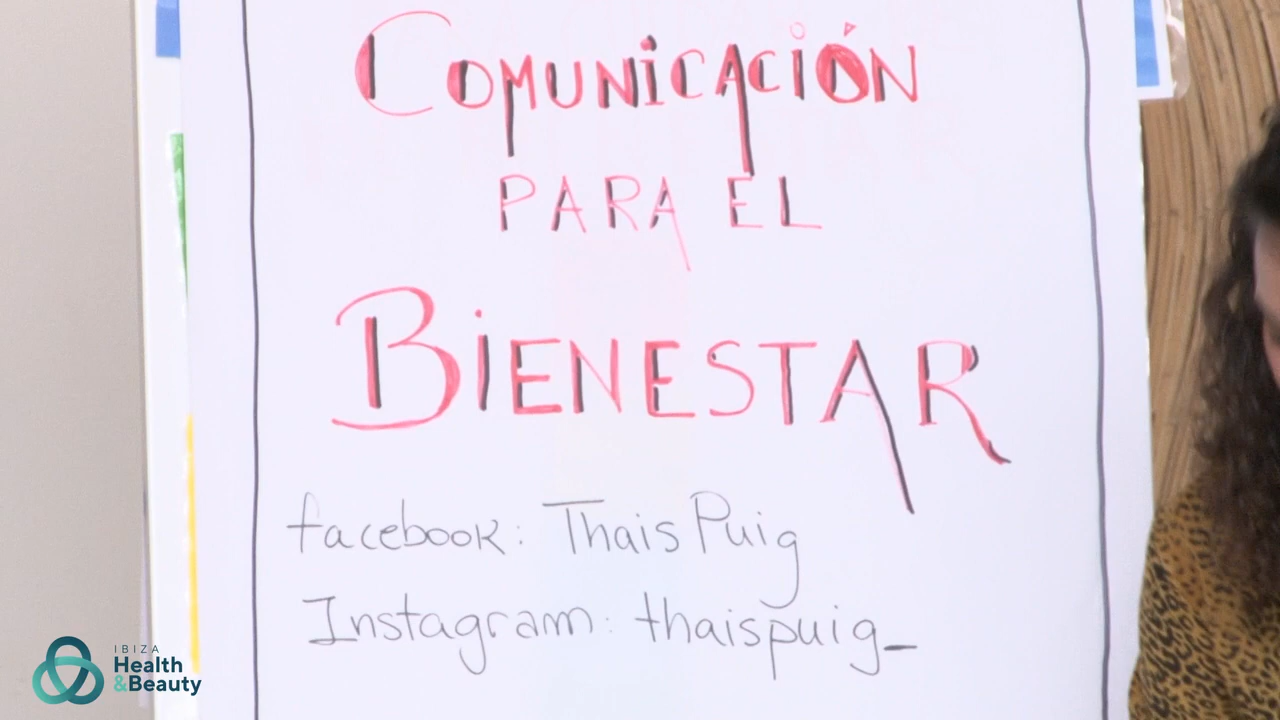 COMUNICACIÓN
PARA EL
BIENESTAR
facebook: Thais Puig
Instagram: thaispuig_
IBIZA
Health
&Beauty